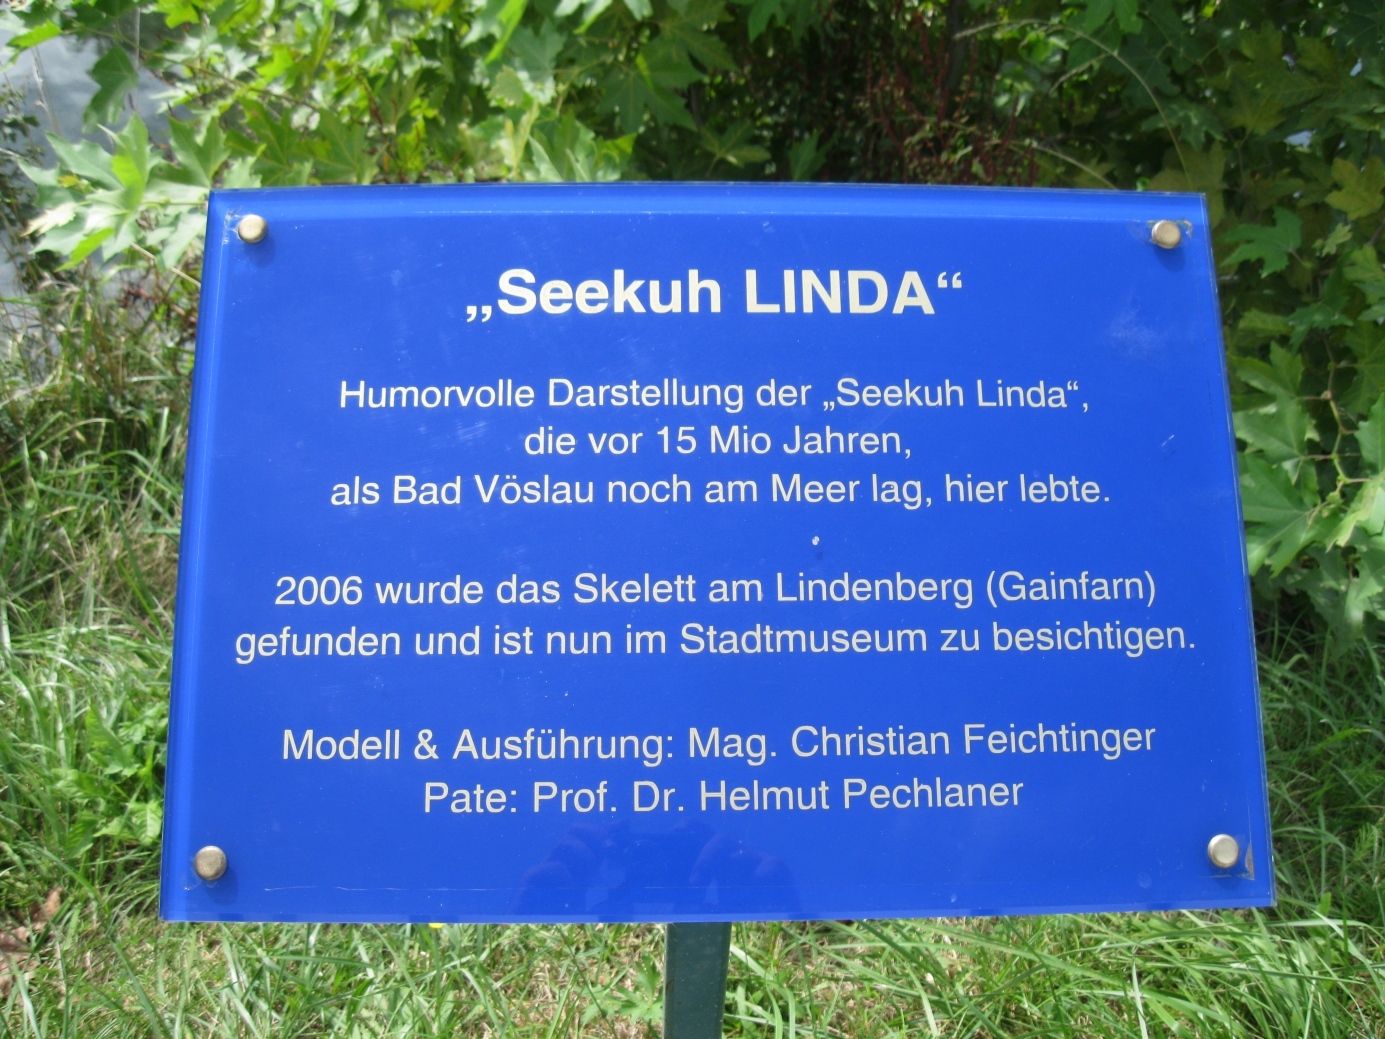 „Seekuh LINDA“
Humorvolle Darstellung der „Seekuh Linda“,
die vor 15 Mio Jahren,
als Bad Vöslau noch am Meer lag, hier lebte.
2006 wurde das Skelett am Lindenberg (Gainfarn)
gefunden und ist nun im Stadtmuseum zu besichtigen.
Modell & Ausführung: Mag. Christian Feichtinger
Pate: Prof. Dr. Helmut Pechlaner